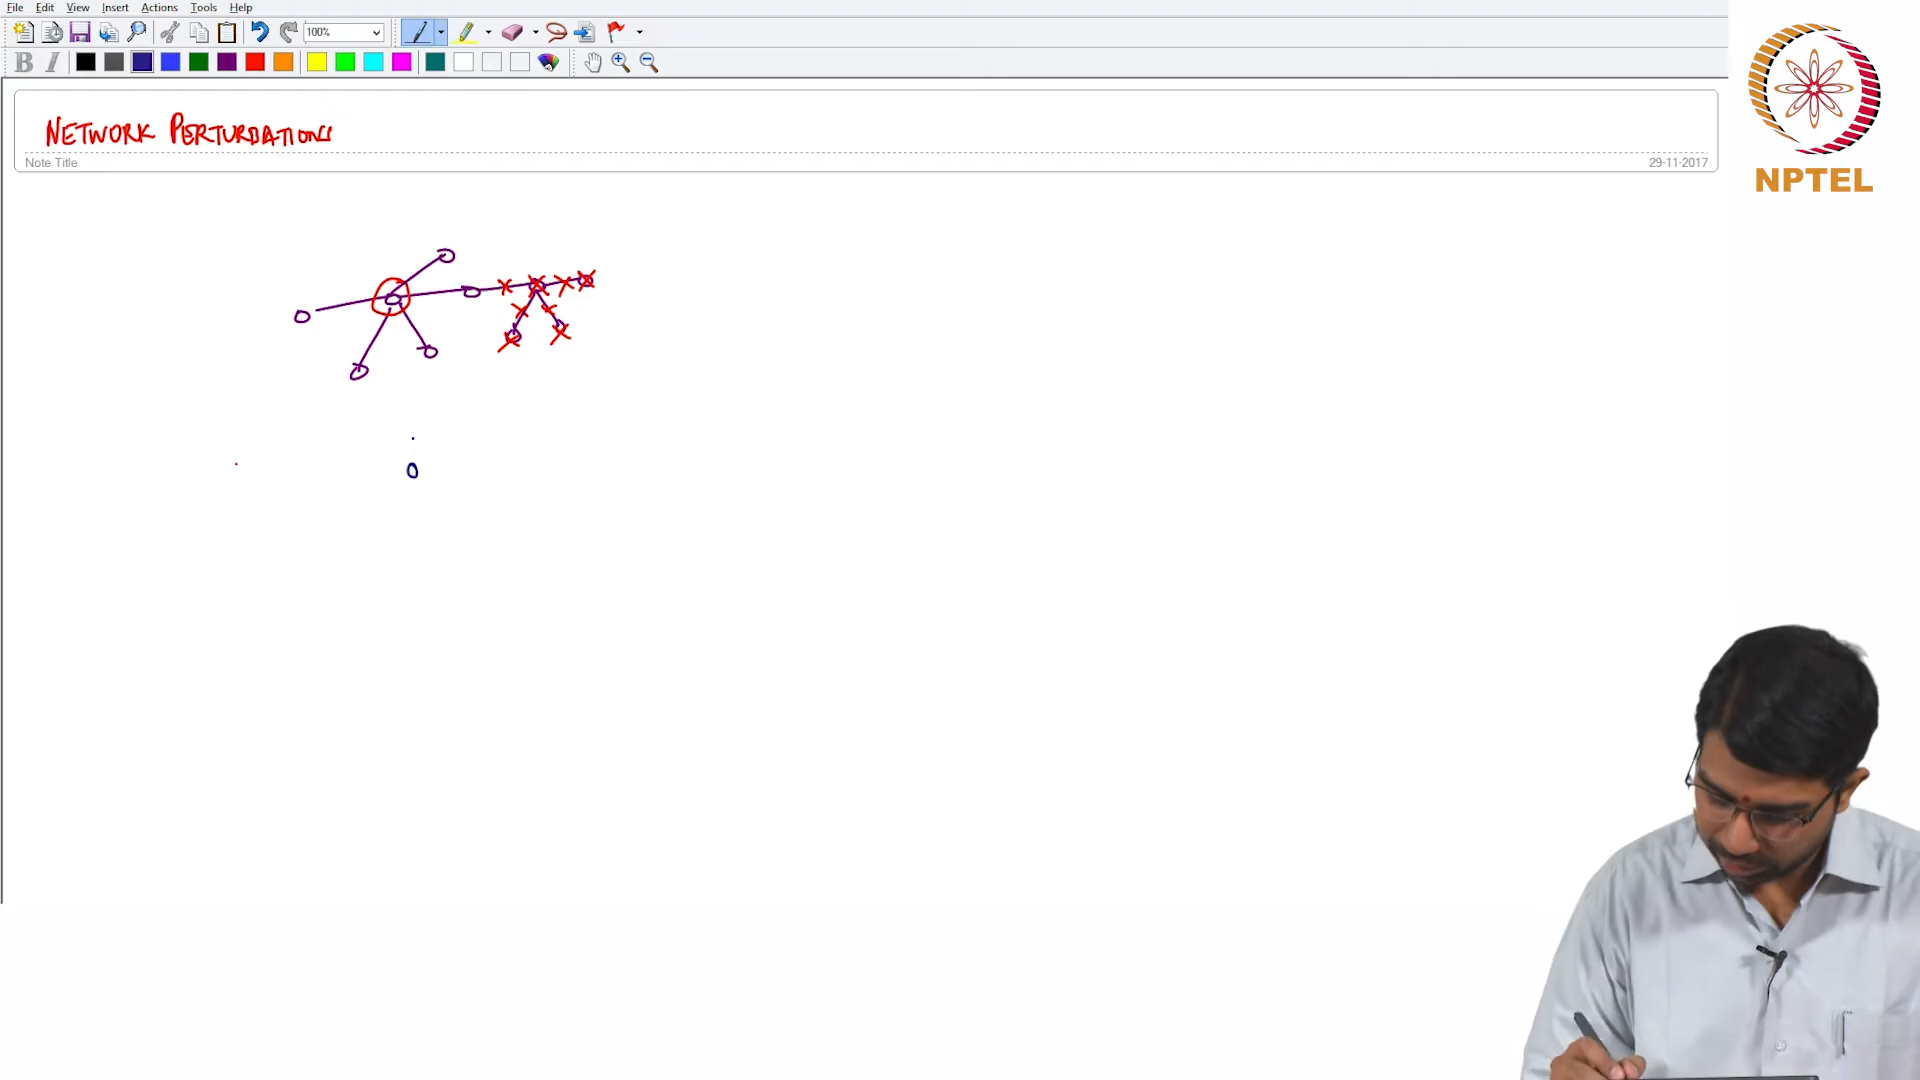 File Edit View Insert Actions Tools Help
100%
B I
NETWORK PERTURBATIONS
Note Title
29-11-2017
NPTEL